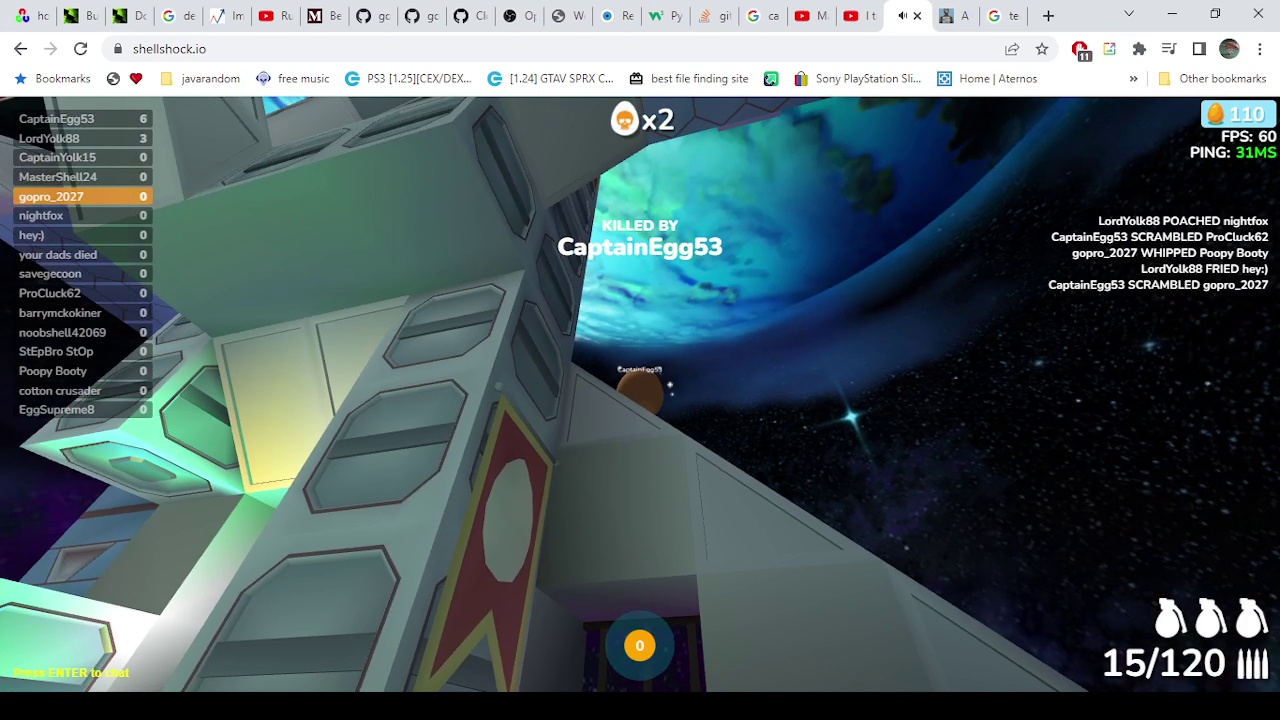 hc
Bu
Dc
de
Im
Ru
Be
gc
gc
Cli
Op
W
Re
Py
git
ca
M
I t
A
te
shellshock.io
11
Bookmarks
javarandom
free music
PS3 [1.25](CEX/DEX...
[1.24] GTAV SPRX C...
best file finding site
Sony PlayStation Sli...
Home | Aternos
»
Other bookmarks
CaptainEgg53 6
LordYolk88 3
CaptainYolk15 0
MasterShell24 0
gopro_2027 0
nightfox 0
hey:) 0
your dads died 0
savegecoon 0
ProCluck62 0
barrymckokiner 0
noobshell42069 0
StEpBro StOp 0
Poopy Booty 0
cotton crusader 0
EggSupreme8 0
x2
110
FPS: 60
PING: 31MS
KILLED BY
CaptainEgg53
LordYolk88 POACHED nightfox
CaptainEgg53 SCRAMBLED ProCluck62
gopro_2027 WHIPPED Poopy Booty
LordYolk88 FRIED hey:)
CaptainEgg53 SCRAMBLED gopro_2027
CaptainEgg53
0
15/120
Press ENTER to chat